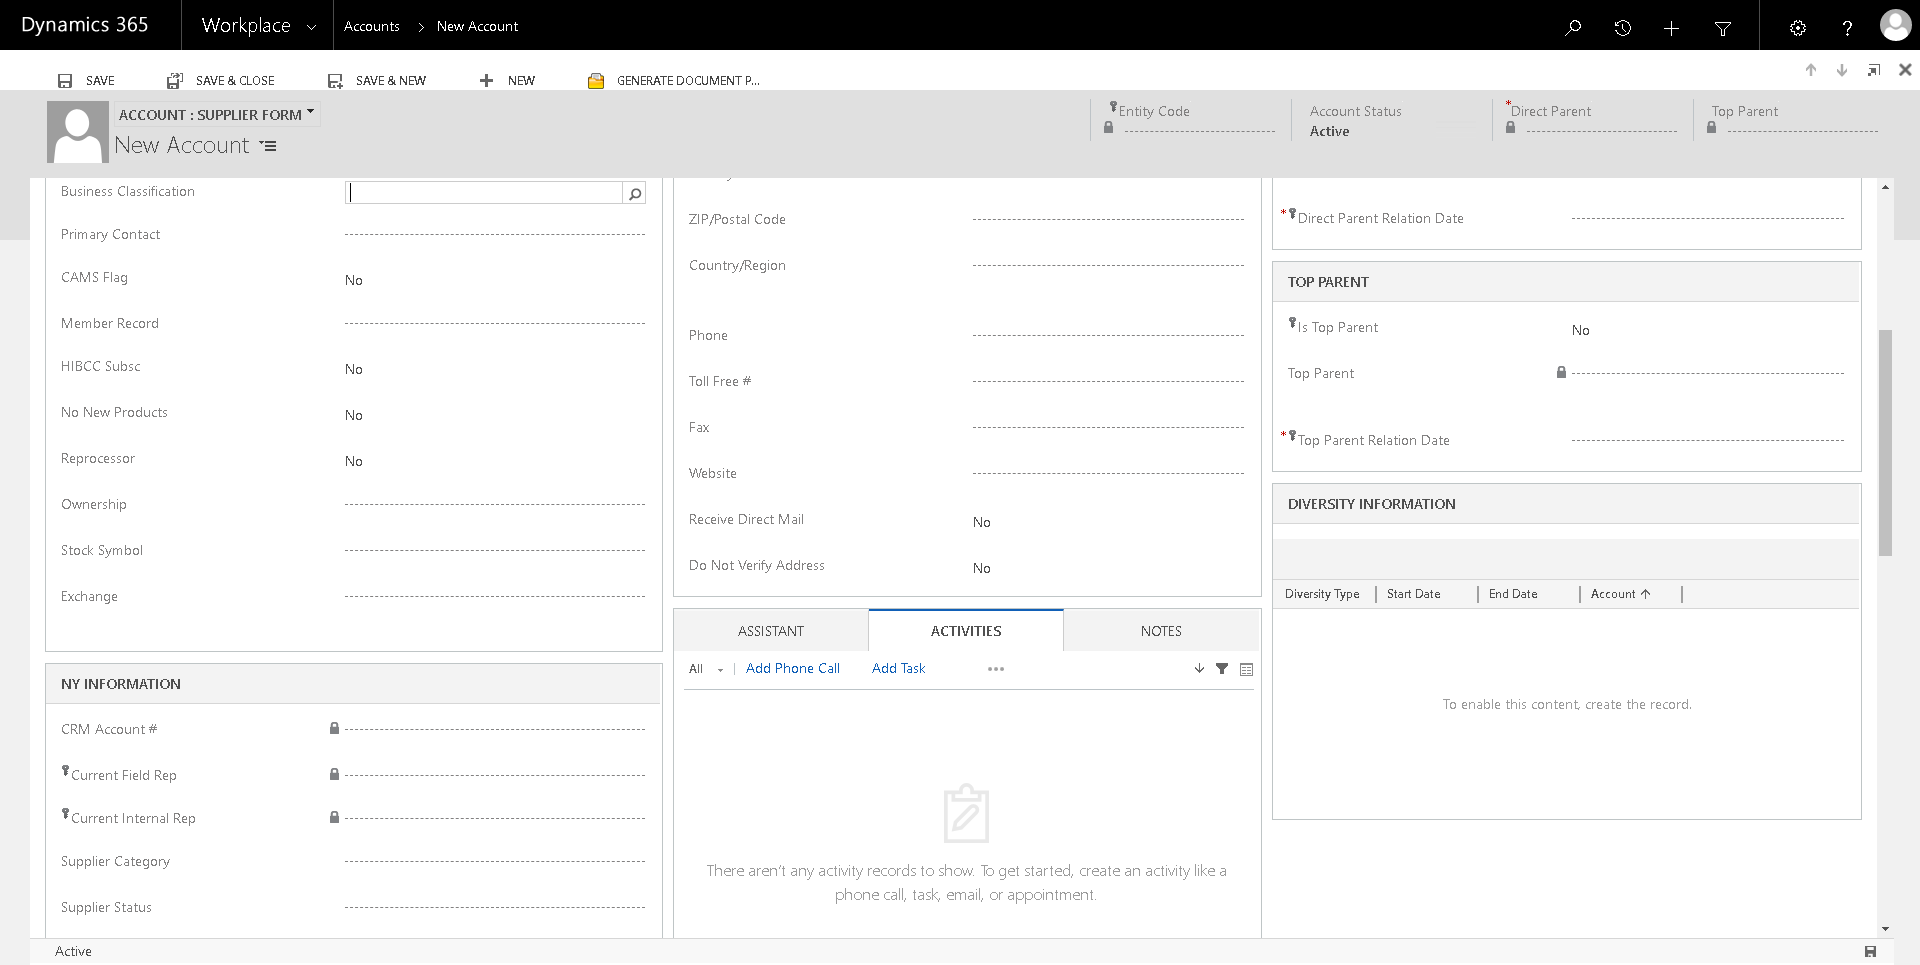 Dynamics 365
Workplace
Accounts > New Account
SAVE
SAVE & CLOSE
SAVE & NEW
NEW
GENERATE DOCUMENT P...
ACCOUNT : SUPPLIER FORM
New Account
Entity Code
Account Status
Active
*Direct Parent
Top Parent
Business Classification
Primary Contact
CAMS Flag No
Member Record
HIBCC Subsc No
No New Products No
Reprocessor No
Ownership
Stock Symbol
Exchange
NY INFORMATION
CRM Account #
Current Field Rep
Current Internal Rep
Supplier Category
Supplier Status
ZIP/Postal Code
Country/Region
Phone
Toll Free #
Fax
Website
Receive Direct Mail No
Do Not Verify Address No
ASSISTANT ACTIVITIES NOTES
All Add Phone Call Add Task ...
There aren't any activity records to show. To get started, create an activity like a
phone call, task, email, or appointment.
*Direct Parent Relation Date
TOP PARENT
Is Top Parent No
Top Parent
*Top Parent Relation Date
DIVERSITY INFORMATION
Diversity Type Start Date End Date Account ↑
To enable this content, create the record.
Active